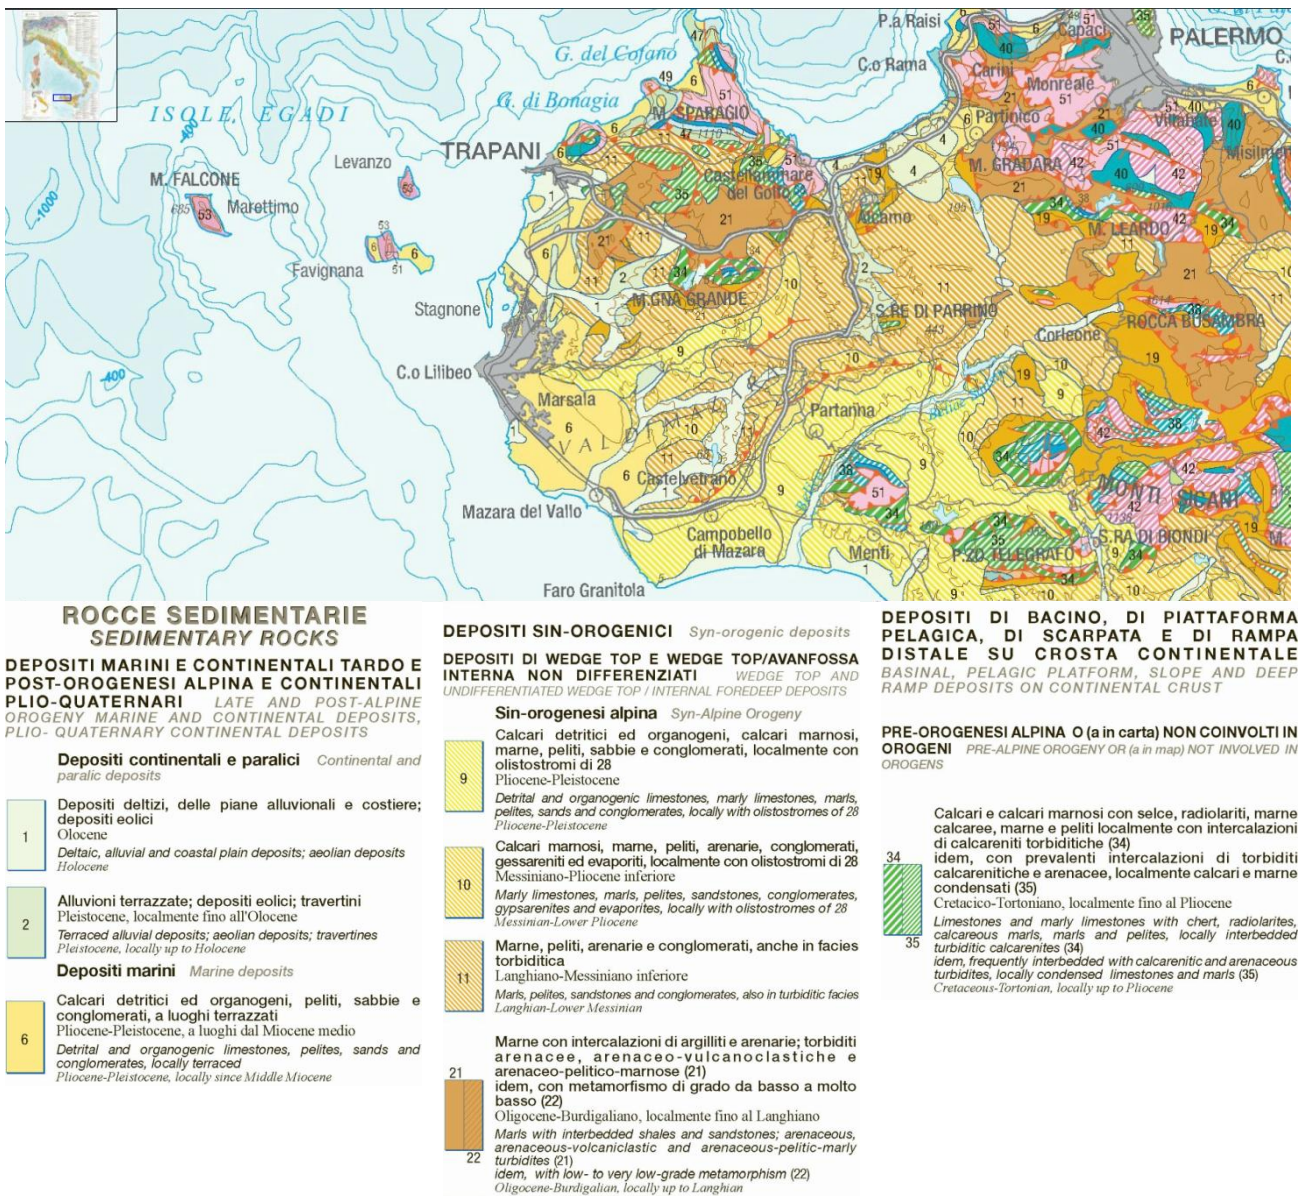 P.a Raisi
Capaci
PALERMO
G. del Cofano
C.o Rama
Carini
Monreale
G. di Bonagia
M. SPARAGIO
1110
Partinico
Villabate
ISOLE EGADI
-400
TRAPANI
Levanzo
M. GRADARA
Misilmeri
M. FALCONE
Castellammare
del Golfo
685
53
Marettimo
Alcamo
195
M. LEARDO
-1000
Favignana
M.GNA GRANDE
Stagnone
S.RE DI PARRINO
443
Corleone
ROCCA BUSAMBRA
C.o Lilibeo
-400
Marsala
VAL DI MAZARA
Partanna
Castelvetrano
MONTI SICANI
Mazara del Vallo
Campobello
di Mazara
Menfi
P.ZO TELEGRAFO
S.RA DI BIONDI
Faro Granitola
ROCCE SEDIMENTARIE
SEDIMENTARY ROCKS
DEPOSITI MARINI E CONTINENTALI TARDO E
POST-OROGENESI ALPINA E CONTINENTALI
PLIO-QUATERNARI LATE AND POST-ALPINE
OROGENY MARINE AND CONTINENTAL DEPOSITS,
PLIO- QUATERNARY CONTINENTAL DEPOSITS
Depositi continentali e paralici Continental and
paralic deposits
1
Depositi deltizi, delle piane alluvionali e costiere;
depositi eolici
Olocene
Deltaic, alluvial and coastal plain deposits; aeolian deposits
Holocene
2
Alluvioni terrazzate; depositi eolici; travertini
Pleistocene, localmente fino all'Olocene
Terraced alluvial deposits; aeolian deposits; travertines
Pleistocene, locally up to Holocene
Depositi marini Marine deposits
6
Calcari detritici ed organogeni, peliti, sabbie e
conglomerati, a luoghi terrazzati
Pliocene-Pleistocene, a luoghi dal Miocene medio
Detrital and organogenic limestones, pelites, sands and
conglomerates, locally terraced
Pliocene-Pleistocene, locally since Middle Miocene
DEPOSITI SIN-OROGENICI Syn-orogenic deposits
DEPOSITI DI WEDGE TOP E WEDGE TOP/AVANFOSSA
INTERNA NON DIFFERENZIATI WEDGE TOP AND
UNDIFFERENTIATED WEDGE TOP / INTERNAL FOREDEEP DEPOSITS
Sin-orogenesi alpina Syn-Alpine Orogeny
9
Calcari detritici ed organogeni, calcari marnosi,
marne, peliti, sabbie e conglomerati, localmente con
olistostromi di 28
Pliocene-Pleistocene
Detrital and organogenic limestones, marly limestones, marls,
pelites, sands and conglomerates, locally with olistostromes of 28
Pliocene-Pleistocene
10
Calcari marnosi, marne, peliti, arenarie, conglomerati,
gessareniti ed evaporiti, localmente con olistostromi di 28
Messiniano-Pliocene inferiore
Marly limestones, marls, pelites, sandstones, conglomerates,
gypsarenites and evaporites, locally with olistostromes of 28
Messinian-Lower Pliocene
11
Marne, peliti, arenarie e conglomerati, anche in facies
torbiditica
Langhiano-Messiniano inferiore
Marls, pelites, sandstones and conglomerates, also in turbiditic facies
Langhian-Lower Messinian
21
22
Marne con intercalazioni di argilliti e arenarie; torbiditi
arenacee, arenaceo-vulcanoclastiche e
arenaceo-pelitico-marnose (21)
idem, con metamorfismo di grado da basso a molto
basso (22)
Oligocene-Burdigaliano, localmente fino al Langhiano
Marls with interbedded shales and sandstones; arenaceous,
arenaceous-volcaniclastic and arenaceous-pelitic-marly
turbidites (21)
idem, with low- to very low-grade metamorphism (22)
Oligocene-Burdigalian, locally up to Langhian
DEPOSITI DI BACINO, DI PIATTAFORMA
PELAGICA, DI SCARPATA E DI RAMPA
DISTALE SU CROSTA CONTINENTALE
BASINAL, PELAGIC PLATFORM, SLOPE AND DEEP
RAMP DEPOSITS ON CONTINENTAL CRUST
PRE-OROGENESI ALPINA O (a in carta) NON COINVOLTI IN
OROGENI PRE-ALPINE OROGENY OR (a in map) NOT INVOLVED IN
OROGENS
34
35
Calcari e calcari marnosi con selce, radiolariti, marne
calcaree, marne e peliti localmente con intercalazioni
di calcareniti torbiditiche (34)
idem, con prevalenti intercalazioni di torbiditi
calcarenitiche e arenacee, localmente calcari e marne
condensati (35)
Cretacico-Tortoniano, localmente fino al Pliocene
Limestones and marly limestones with chert, radiolarites,
calcareous marls, marls and pelites, locally interbedded
turbiditic calcarenites (34)
idem, frequently interbedded with calcarenitic and arenaceous
turbidites, locally condensed limestones and marls (35)
Cretaceous-Tortonian, locally up to Pliocene